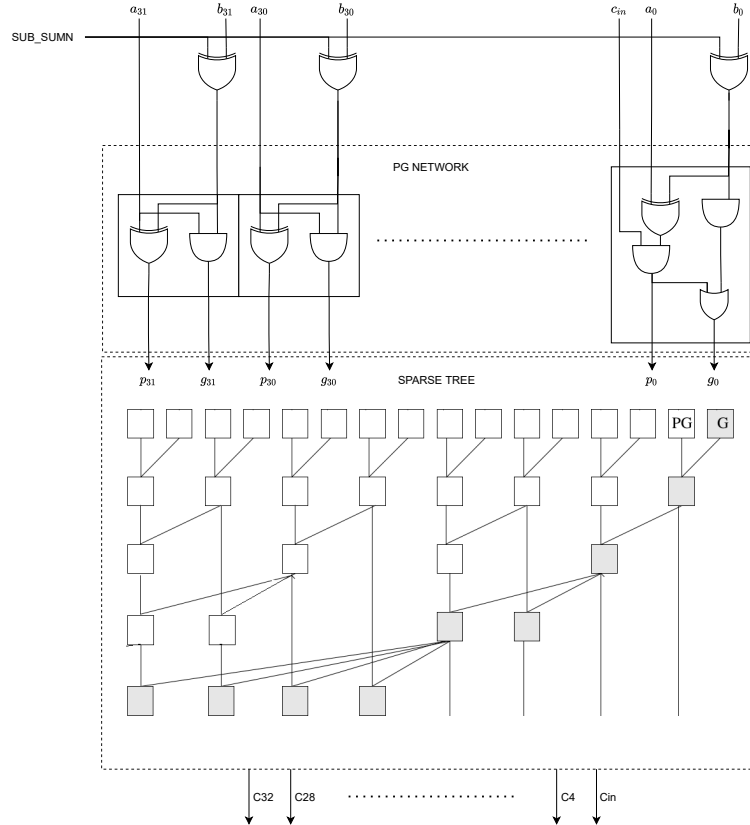 a31 b31 a30 b30 cin a0 b0
SUB_SUMN
PG NETWORK
p31 g31 p30 g30 p0 g0
SPARSE TREE
PG G
C32 C28 C4 Cin